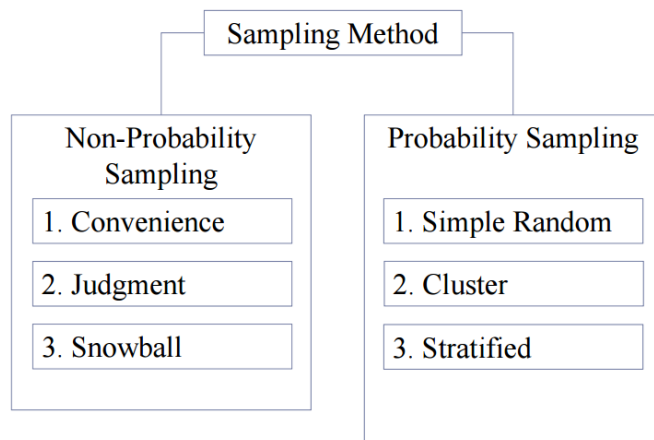 Sampling Method
Non-Probability
Sampling
1. Convenience
2. Judgment
3. Snowball
Probability Sampling
1. Simple Random
2. Cluster
3. Stratified